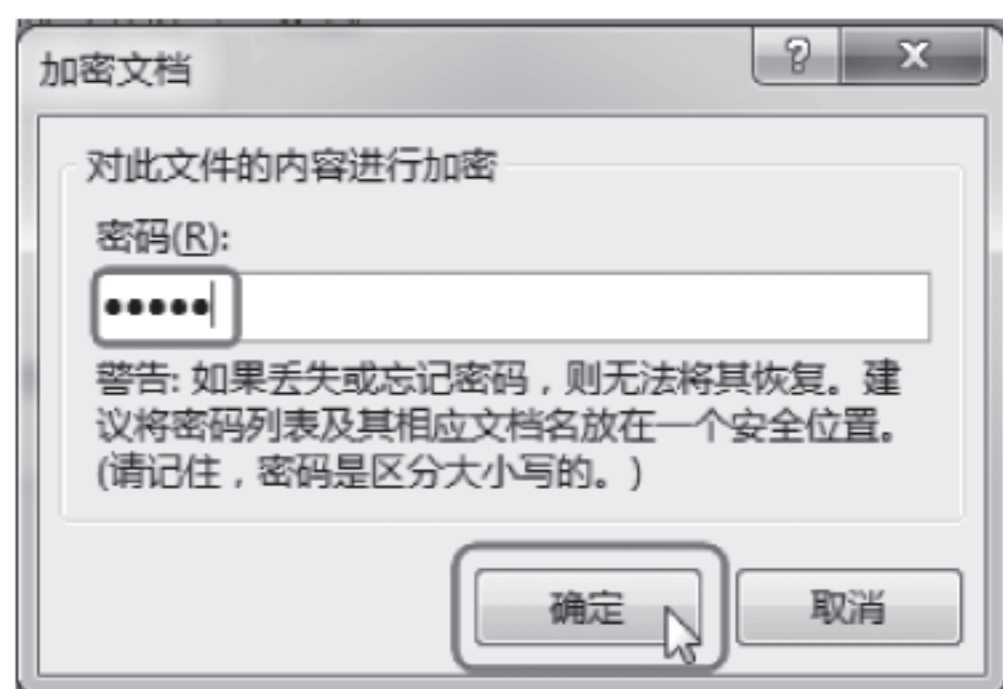 加密文档
对此文件的内容进行加密
密码(R):
•••••
警告: 如果丢失或忘记密码，则无法将其恢复。建
议将密码列表及其相应文档名放在一个安全位置。
(请记住，密码是区分大小写的。)
确定
取消